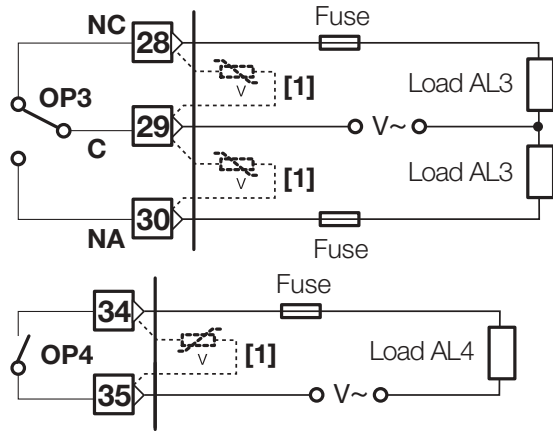 NC
28
Fuse
Load AL3
V
[1]
OP3
29
C
V~
V
[1]
Load AL3
30
NA
Fuse
34
Fuse
OP4
V
[1]
Load AL4
35
V~